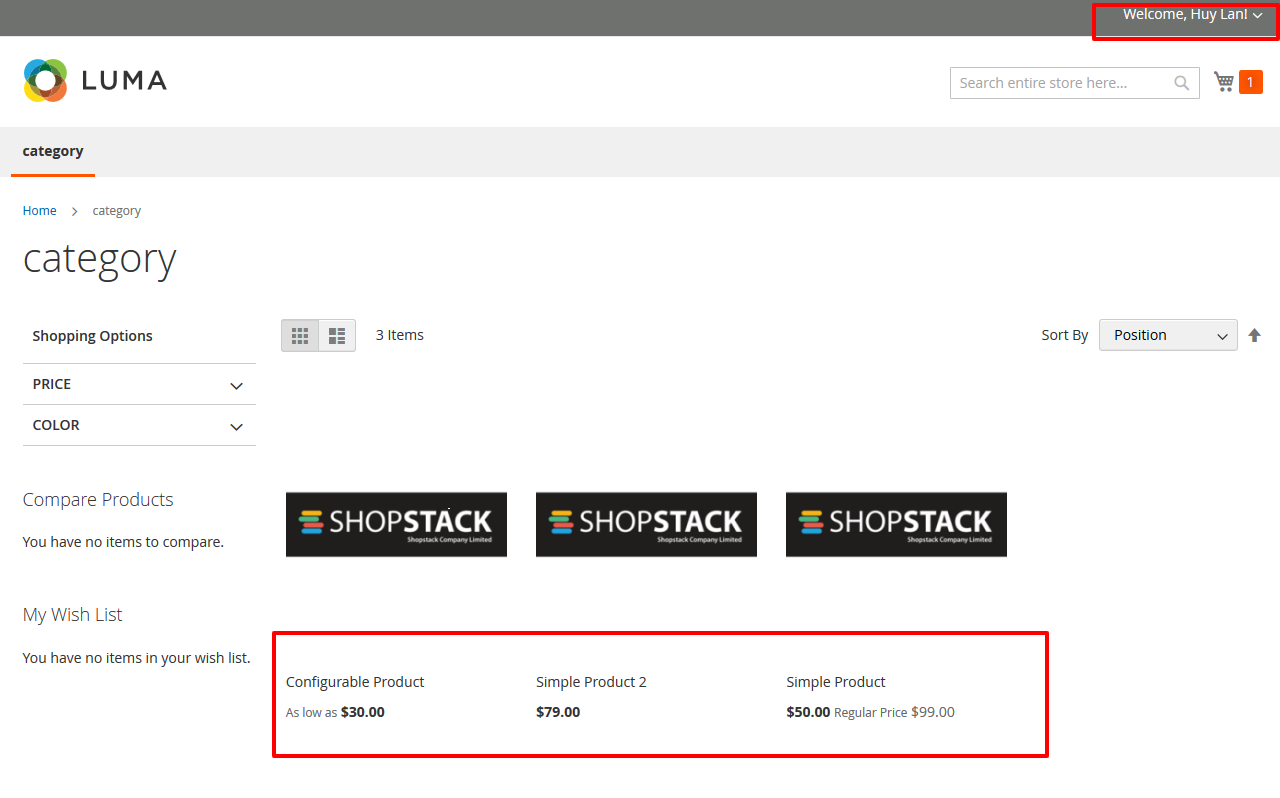 Welcome, Huy Lan!
LUMA
Search entire store here...
1
category
Home > category
category
Shopping Options
3 Items
Sort By Position
PRICE
COLOR
Compare Products
You have no items to compare.
SHOPSTACK SHOPSTACK SHOPSTACK
Shopstack Company Limited Shopstack Company Limited Shopstack Company Limited
My Wish List
You have no items in your wish list.
Configurable Product Simple Product 2 Simple Product
As low as $30.00 $79.00 $50.00 Regular Price $99.00